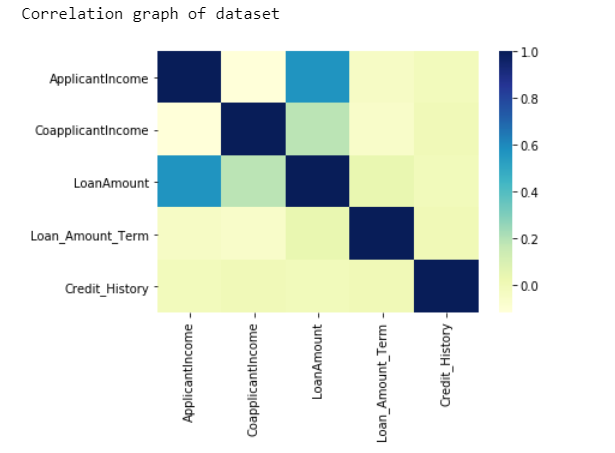 Correlation graph of dataset
ApplicantIncome
CoapplicantIncome
LoanAmount
Loan_Amount_Term
Credit_History
1.0
0.8
0.6
0.4
0.2
0.0
ApplicantIncome
CoapplicantIncome
LoanAmount
Loan_Amount_Term
Credit_History